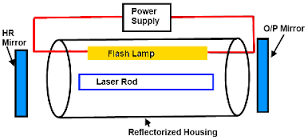 Power
Supply
HR
Mirror
O/P Mirror
Flash Lamp
Laser Rod
Reflectorized Housing